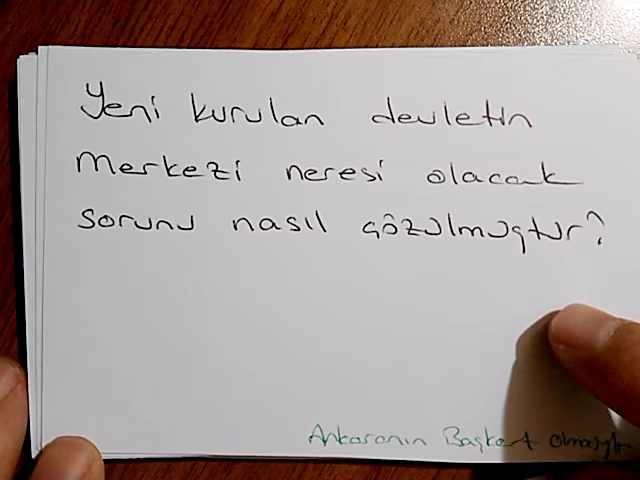 Yeni kurulan devletin
merkezi neresi olacak
sorunu nasıl çözülmüştür?
Ankaranın Başkent olmasıyla